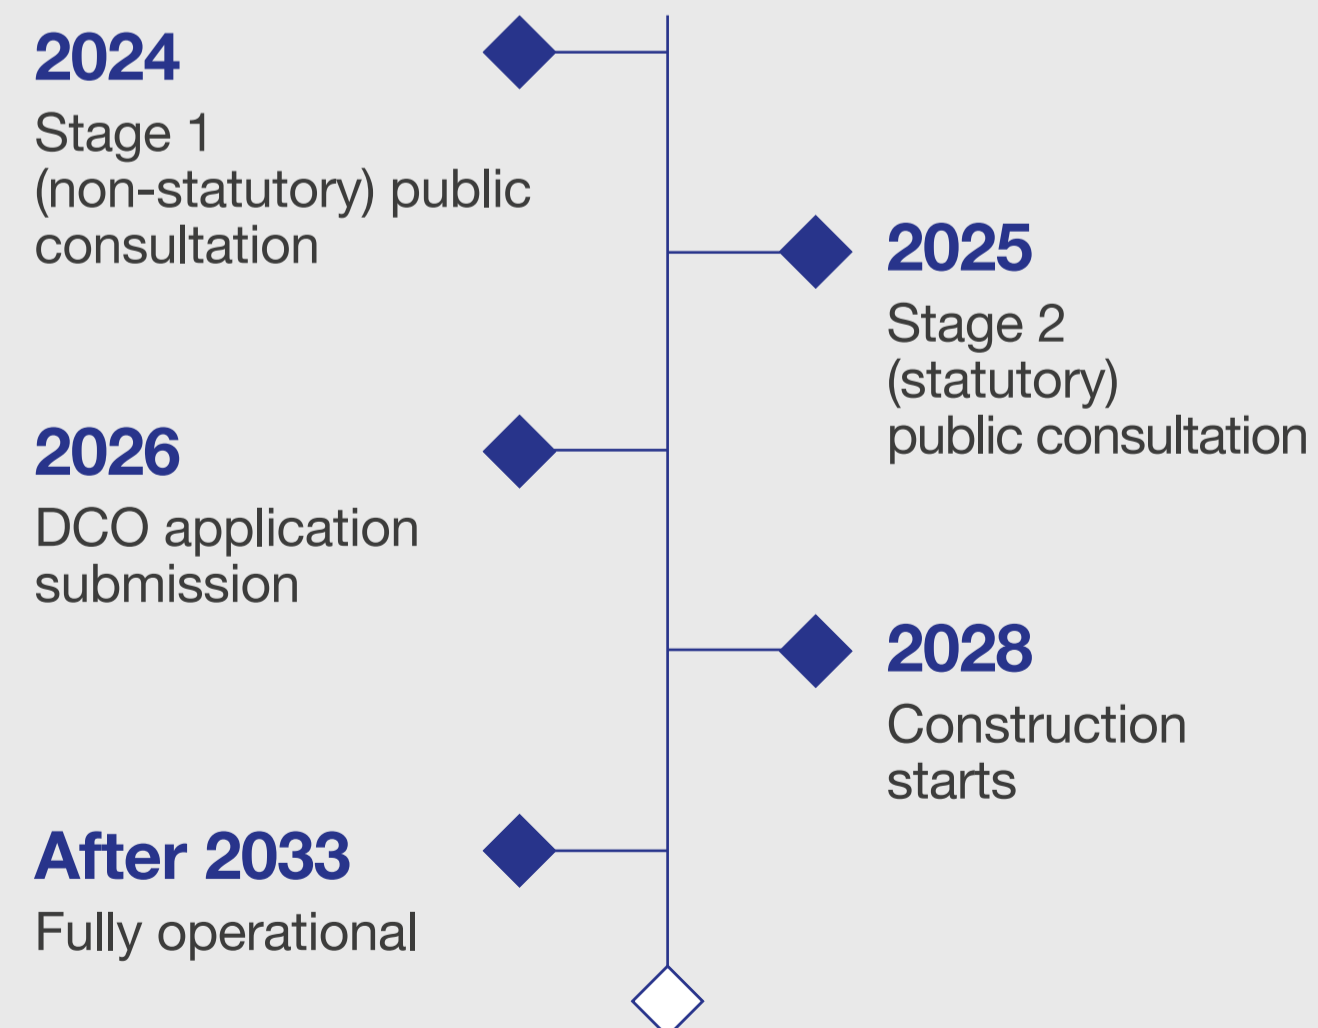 2024
Stage 1
(non-statutory) public
consultation
2025
Stage 2
(statutory)
public consultation
2026
DCO application
submission
2028
Construction
starts
After 2033
Fully operational